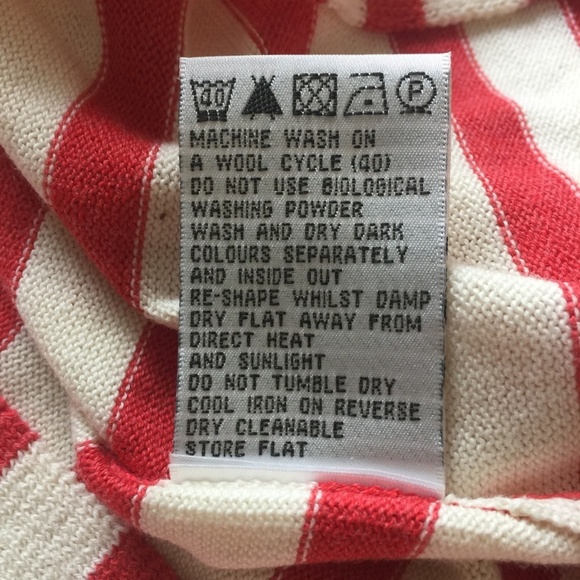 40 P
MACHINE WASH ON
A WOOL CYCLE (40)
DO NOT USE BIOLOGICAL
WASHING POWDER
WASH AND DRY DARK
COLOURS SEPARATELY
AND INSIDE OUT
RE-SHAPE WHILST DAMP
DRY FLAT AWAY FROM
DIRECT HEAT
AND SUNLIGHT
DO NOT TUMBLE DRY
COOL IRON ON REVERSE
DRY CLEANABLE
STORE FLAT